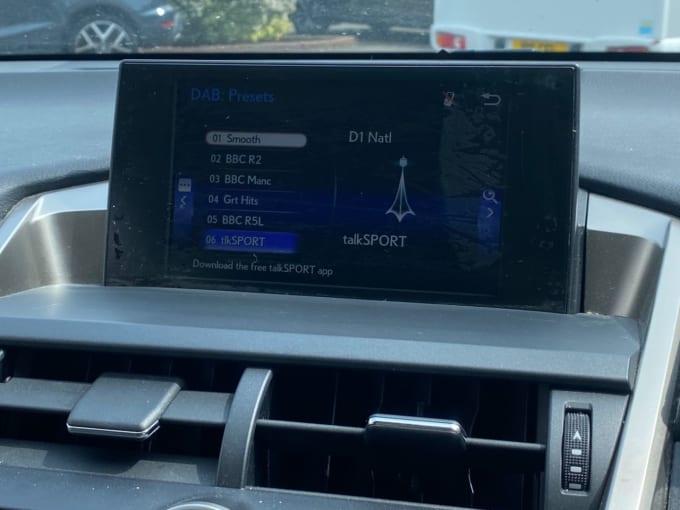 DAB: Presets
01 Smooth
02 BBC R2
03 BBC Manc
04 Grt Hits
05 BBC R5L
06 tlkSPORT
D1 Natl
talkSPORT
Download the free talkSPORT app